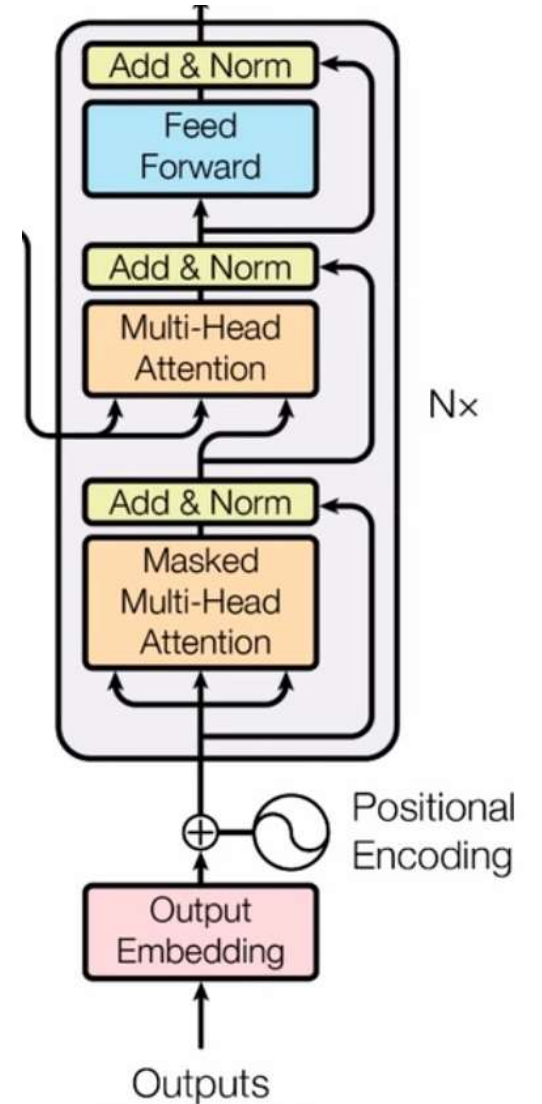 Add & Norm
Feed
Forward
Add & Norm
Multi-Head
Attention
N×
Add & Norm
Masked
Multi-Head
Attention
Positional
Encoding
Output
Embedding
Outputs